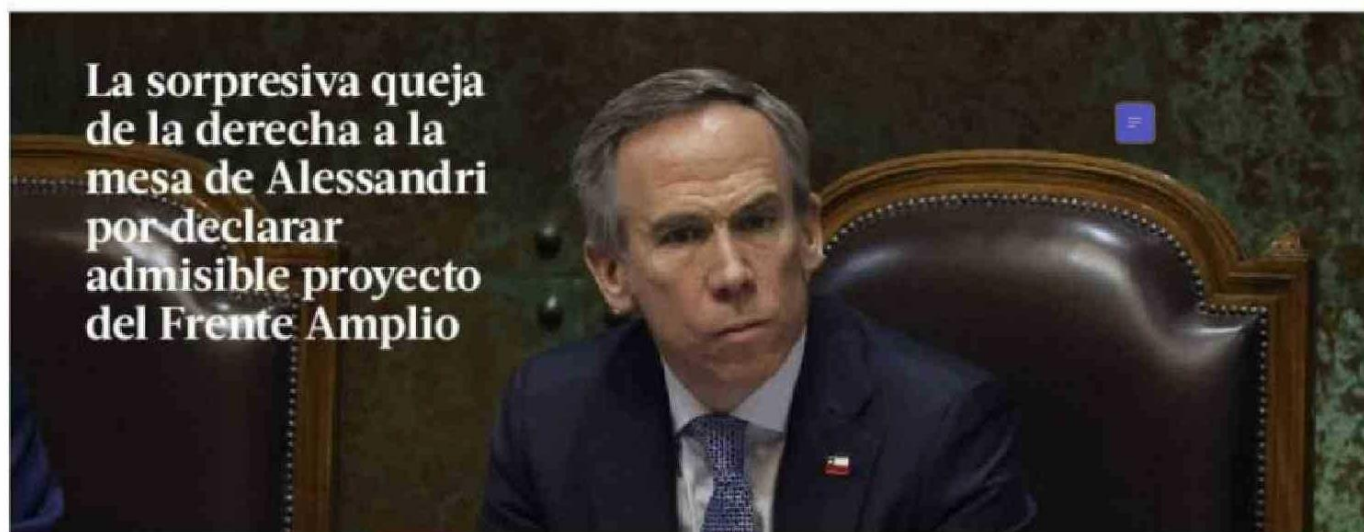 La sorpresiva queja
de la derecha a la
mesa de Alessandri
por declarar
admisible proyecto
del Frente Amplio